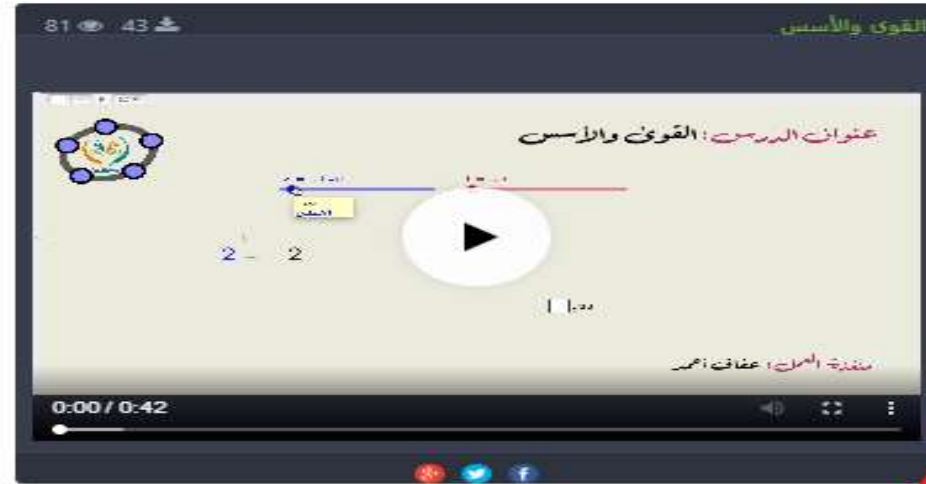 القوى والأسس
43 81
عنوان الدرس: القوى والأسس
2 = 2
منفذة العمل: عفاف أحمد
0:00 / 0:42